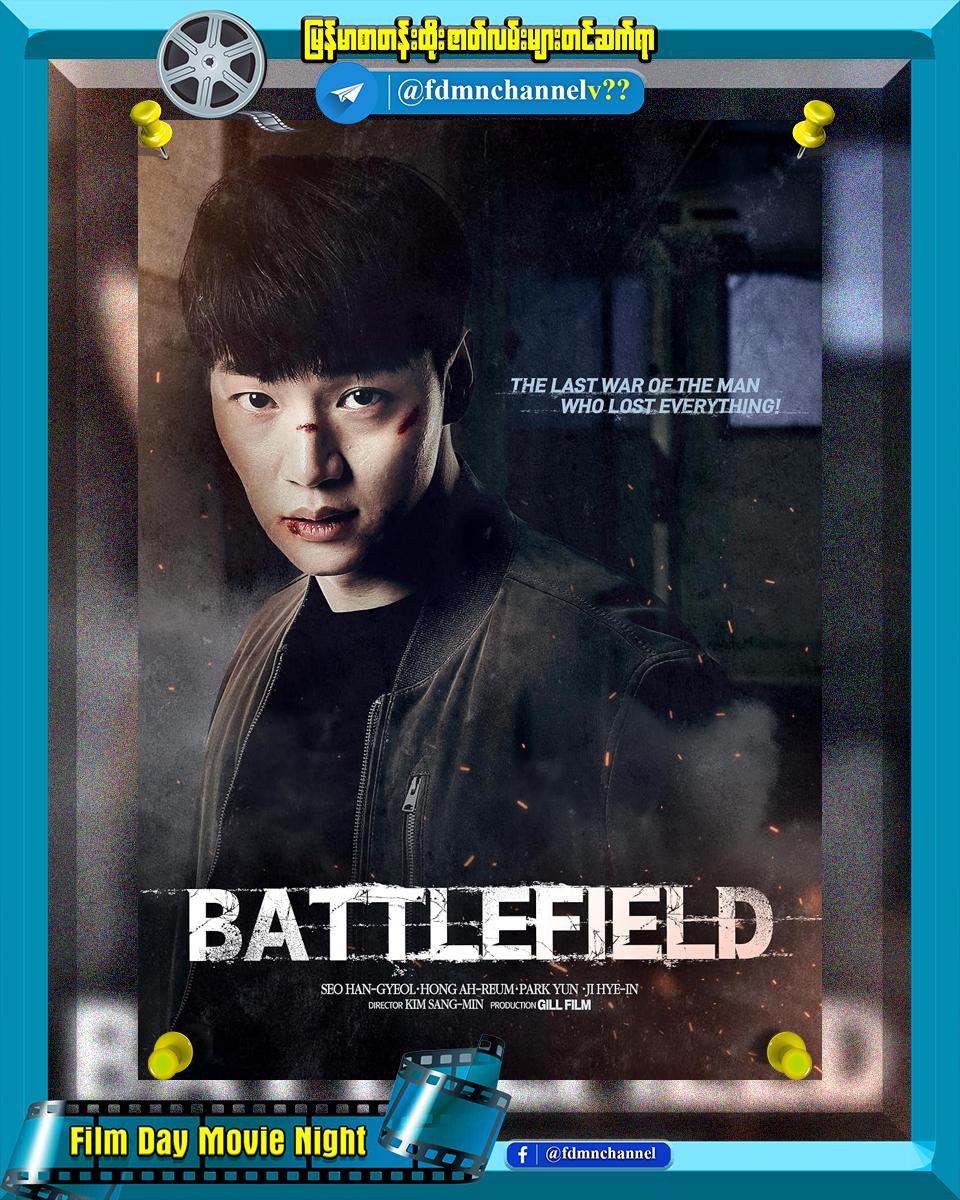 မြန်မာစာတန်းထိုးဇာတ်လမ်းများတင်ဆက်ရာ
@fdmnchannelv??
THE LAST WAR OF THE MAN
WHO LOST EVERYTHING!
BATTLEFIELD
SEO HAN-GYEOL·HONG AH-REUM·PARK YUN ·JI HYE-IN
DIRECTOR KIM SANG-MIN PRODUCTION GILL FILM
Film Day Movie Night
f @fdmnchannel